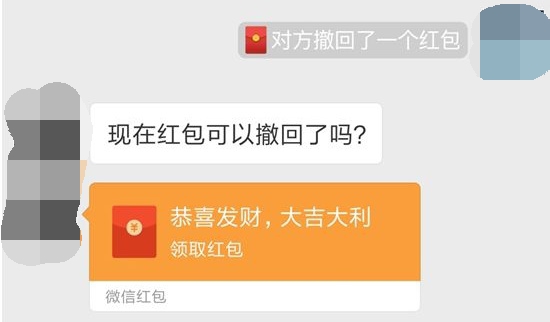 对方撤回了一个红包
现在红包可以撤回了吗?
恭喜发财，大吉大利
¥
领取红包
微信红包